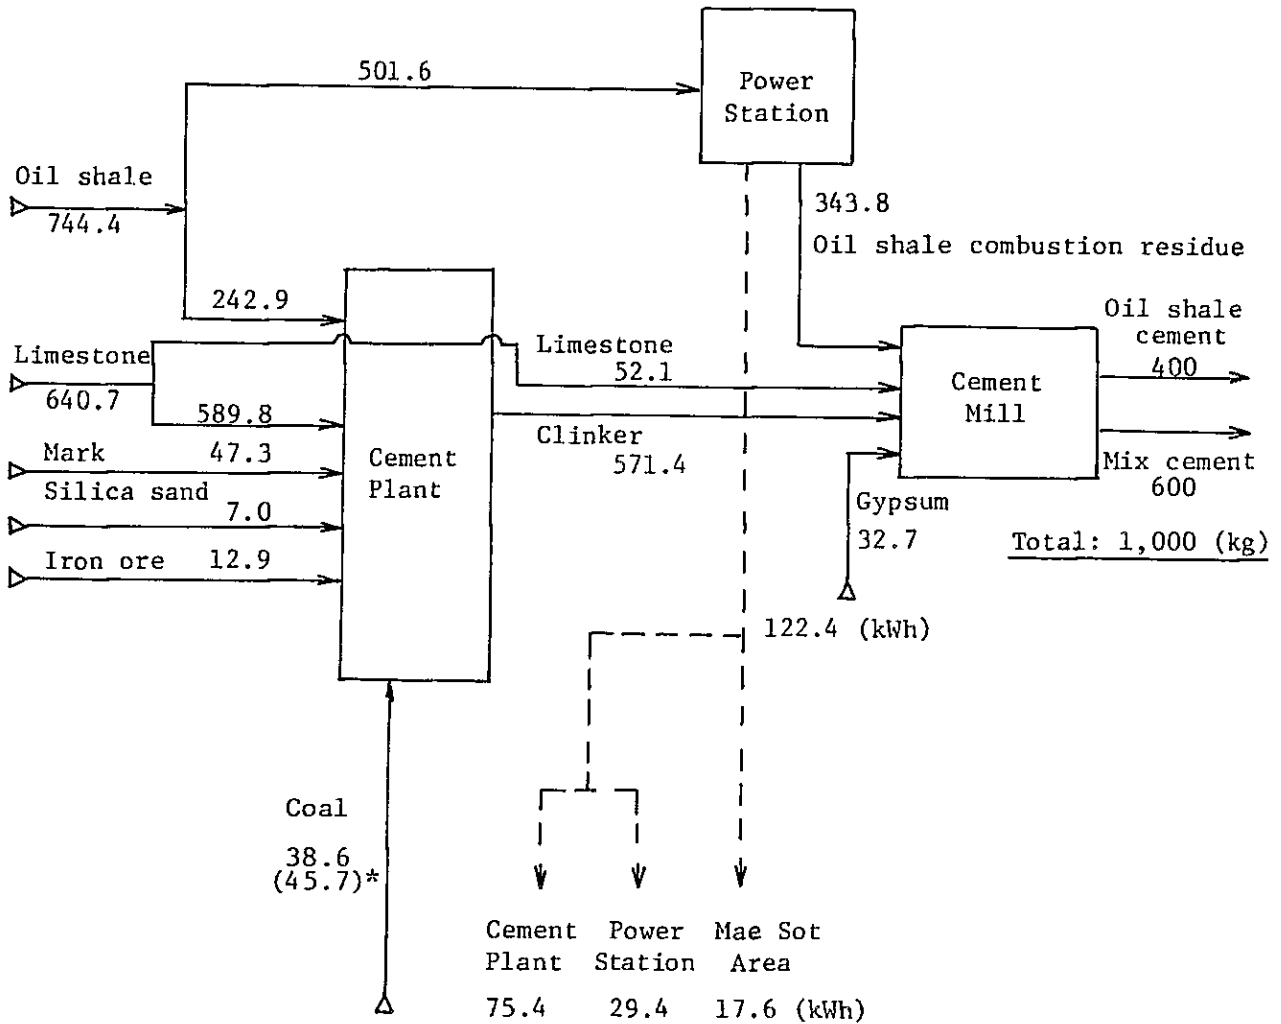 501.6
Power
Station
Oil shale
744.4
343.8
Oil shale combustion residue
242.9
Oil shale
cement
400
Limestone
640.7
Limestone
52.1
Cement
Mill
589.8
Clinker
571.4
Mark
47.3
Cement
Plant
Silica sand
7.0
Iron ore 12.9
Mix cement
600
Gypsum
32.7
Total: 1,000 (kg)
122.4 (kWh)
Coal
38.6
(45.7)*
Cement
Plant
75.4
Power
Station
29.4
Mae Sot
Area
17.6 (kWh)